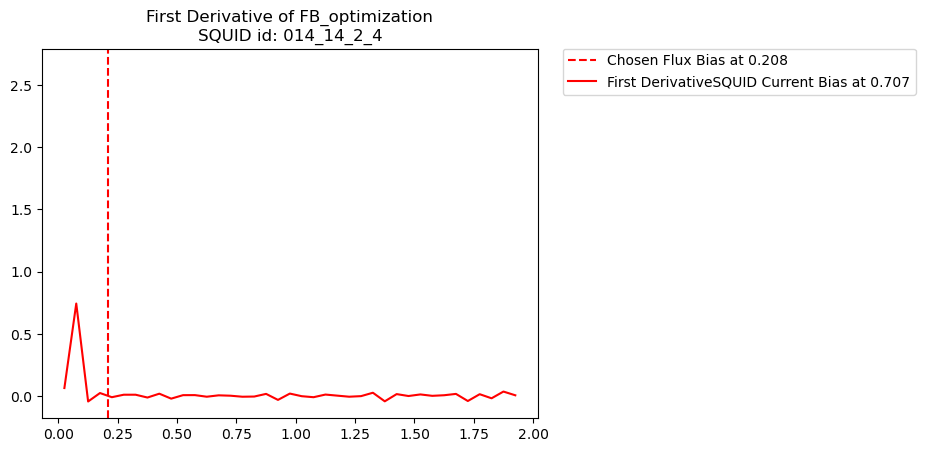 First Derivative of FB_optimization
SQUID id: 014_14_2_4
Chosen Flux Bias at 0.208
First DerivativeSQUID Current Bias at 0.707
2.5
2.0
1.5
1.0
0.5
0.0
0.00 0.25 0.50 0.75 1.00 1.25 1.50 1.75 2.00